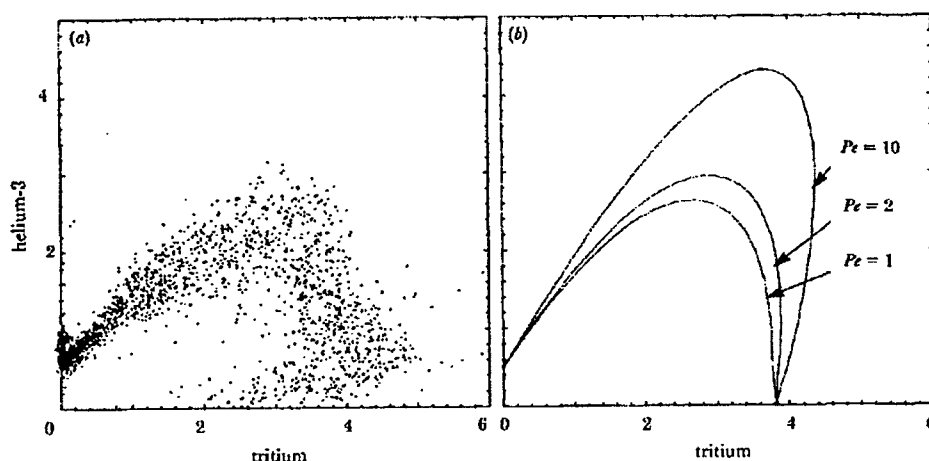 (a)
4
helium-3
2
0
2
4
6
tritium
(b)
Pe = 10
Pe = 2
Pe = 1
0
2
4
6
tritium